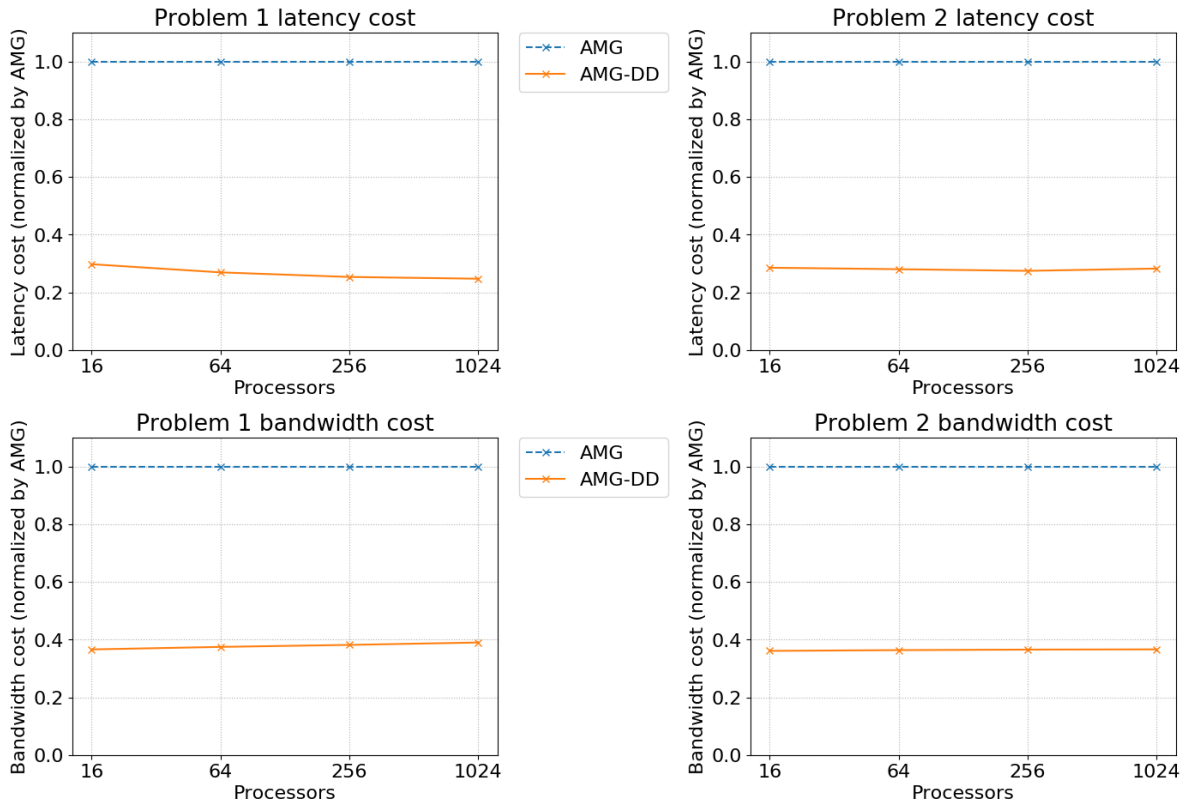 Problem 1 latency cost
Latency cost (normalized by AMG)
1.0
0.8
0.6
0.4
0.2
0.0
16 64 256 1024
Processors
AMG
AMG-DD
Problem 2 latency cost
Latency cost (normalized by AMG)
1.0
0.8
0.6
0.4
0.2
0.0
16 64 256 1024
Processors
Problem 1 bandwidth cost
Bandwidth cost (normalized by AMG)
1.0
0.8
0.6
0.4
0.2
0.0
16 64 256 1024
Processors
AMG
AMG-DD
Problem 2 bandwidth cost
Bandwidth cost (normalized by AMG)
1.0
0.8
0.6
0.4
0.2
0.0
16 64 256 1024
Processors